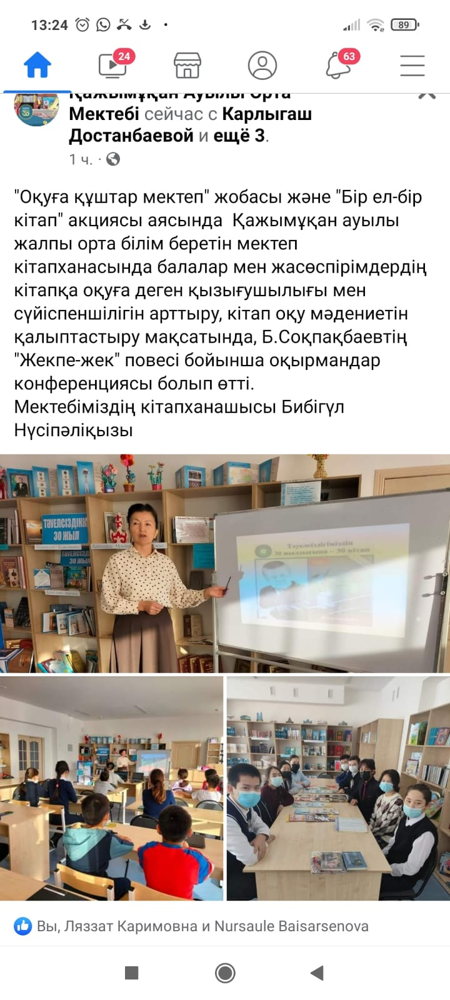 13:24
89
24
63
Қажымұқан Ауылы Орта
Мектебі сейчас с Карлыгаш
Достанбаевой и ещё 3.
1 ч. ·
"Оқуға құштар мектеп" жобасы және "Бір ел-бір
кітап" акциясы аясында Қажымұқан ауылы
жалпы орта білім беретін мектеп
кітапханасында балалар мен жасөспірімдердің
кітапқа оқуға деген қызығушылығы мен
сүйіспеншілігін арттыру, кітап оқу мәдениетін
қалыптастыру мақсатында, Б.Соқпақбаевтің
"Жекпе-жек" повесі бойынша оқырмандар
конференциясы болып өтті.
Мектебіміздің кітапханашысы Бибігүл
Нүсіпәліқызы
ТӘУЕЛСІЗДІКК
30 ЖЫЛ
ТӘУЕЛСІЗД
30 ЖЫЛ
Тәуелсіздігіміздің
30 жылдығына – 30 кітап
Вы, Ляззат Каримовна и Nursaule Baisarsenova